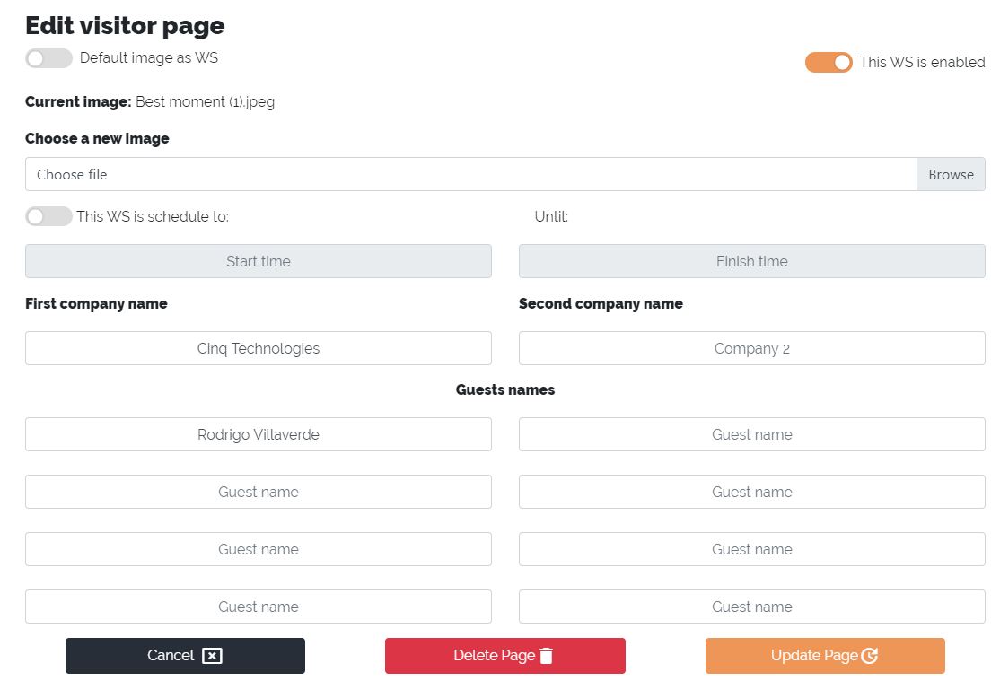 Edit visitor page
Default image as WS
This WS is enabled
Current image: Best moment (1).jpeg
Choose a new image
Choose file Browse
This WS is schedule to: Until:
Start time Finish time
First company name Second company name
Cinq Technologies Company 2
Guests names
Rodrigo Villaverde Guest name
Guest name Guest name
Guest name Guest name
Guest name Guest name
Cancel Delete Page Update Page